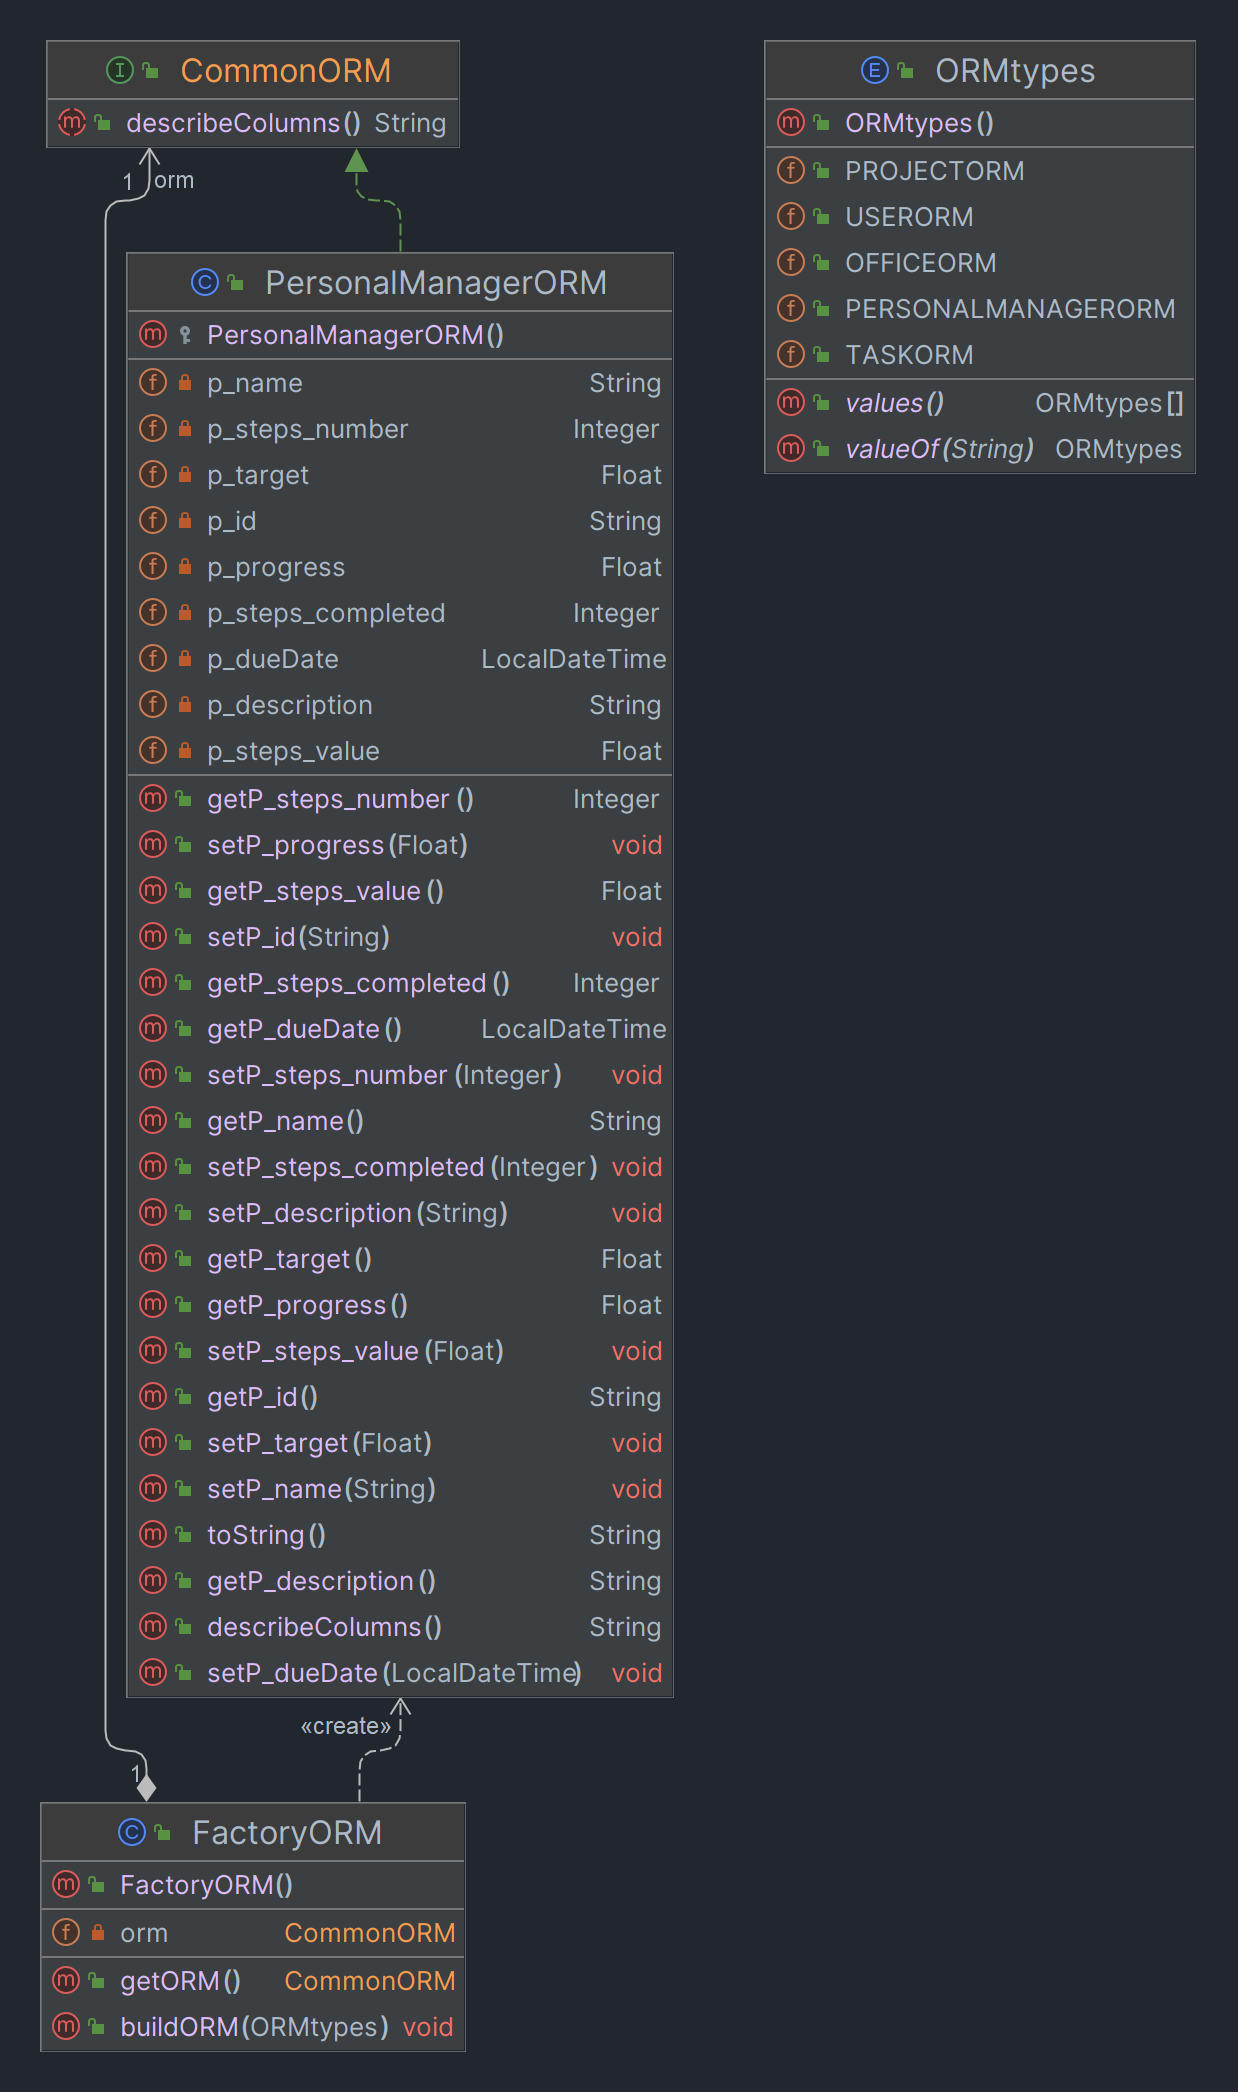 I CommonORM
m describeColumns() String
1 orm
E ORMtypes
m ORMtypes()
f PROJECTORM
f USERORM
f OFFICEORM
f PERSONALMANAGERORM
f TASKORM
m values() ORMtypes[]
m valueOf(String) ORMtypes
C PersonalManagerORM
m PersonalManagerORM()
f p_name String
f p_steps_number Integer
f p_target Float
f p_id String
f p_progress Float
f p_steps_completed Integer
f p_dueDate LocalDateTime
f p_description String
f p_steps_value Float
m getP_steps_number() Integer
m setP_progress(Float) void
m getP_steps_value() Float
m setP_id(String) void
m getP_steps_completed() Integer
m getP_dueDate() LocalDateTime
m setP_steps_number(Integer) void
m getP_name() String
m setP_steps_completed(Integer) void
m setP_description(String) void
m getP_target() Float
m getP_progress() Float
m setP_steps_value(Float) void
m getP_id() String
m setP_target(Float) void
m setP_name(String) void
m toString() String
m getP_description() String
m describeColumns() String
m setP_dueDate(LocalDateTime) void
«create»
1
C FactoryORM
m FactoryORM()
f orm CommonORM
m getORM() CommonORM
m buildORM(ORMtypes) void